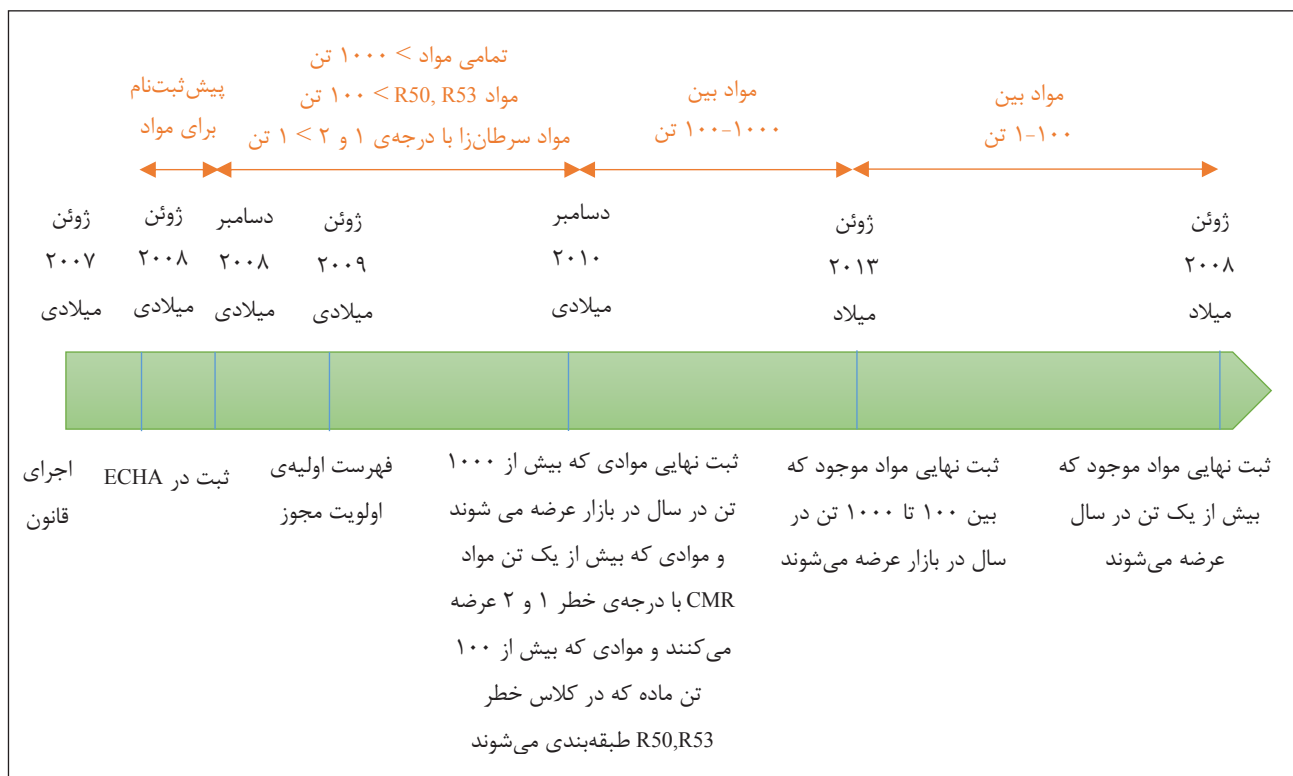 پیش‌ثبت‌نام
برای مواد
تمامی مواد > ۱۰۰۰ تن
مواد R50, R53 > ۱۰۰ تن
مواد سرطان‌زا با درجه‌ی ۱ و ۲ > ۱ تن
مواد بین
۱۰۰-۱۰۰۰ تن
مواد بین
۱-۱۰۰ تن
ژوئن
۲۰۰۷
میلادی
ژوئن
۲۰۰۸
میلادی
دسامبر
۲۰۰۸
میلادی
ژوئن
۲۰۰۹
میلادی
دسامبر
۲۰۱۰
میلادی
ژوئن
۲۰۱۳
میلاد
ژوئن
۲۰۰۸
میلاد
اجرای
قانون
ثبت در ECHA
فهرست اولیه‌ی
اولویت مجوز
ثبت نهایی موادی که بیش از ۱۰۰۰
تن در سال در بازار عرضه می شوند
و موادی که بیش از یک تن مواد
CMR با درجه‌ی خطر ۱ و ۲ عرضه
می‌کنند و موادی که بیش از ۱۰۰
تن ماده که در کلاس خطر
R50,R53 طبقه‌بندی می‌شوند
ثبت نهایی مواد موجود که
بین ۱۰۰ تا ۱۰۰۰ تن در
سال در بازار عرضه می‌شوند
ثبت نهایی مواد موجود که
بیش از یک تن در سال
عرضه می‌شوند